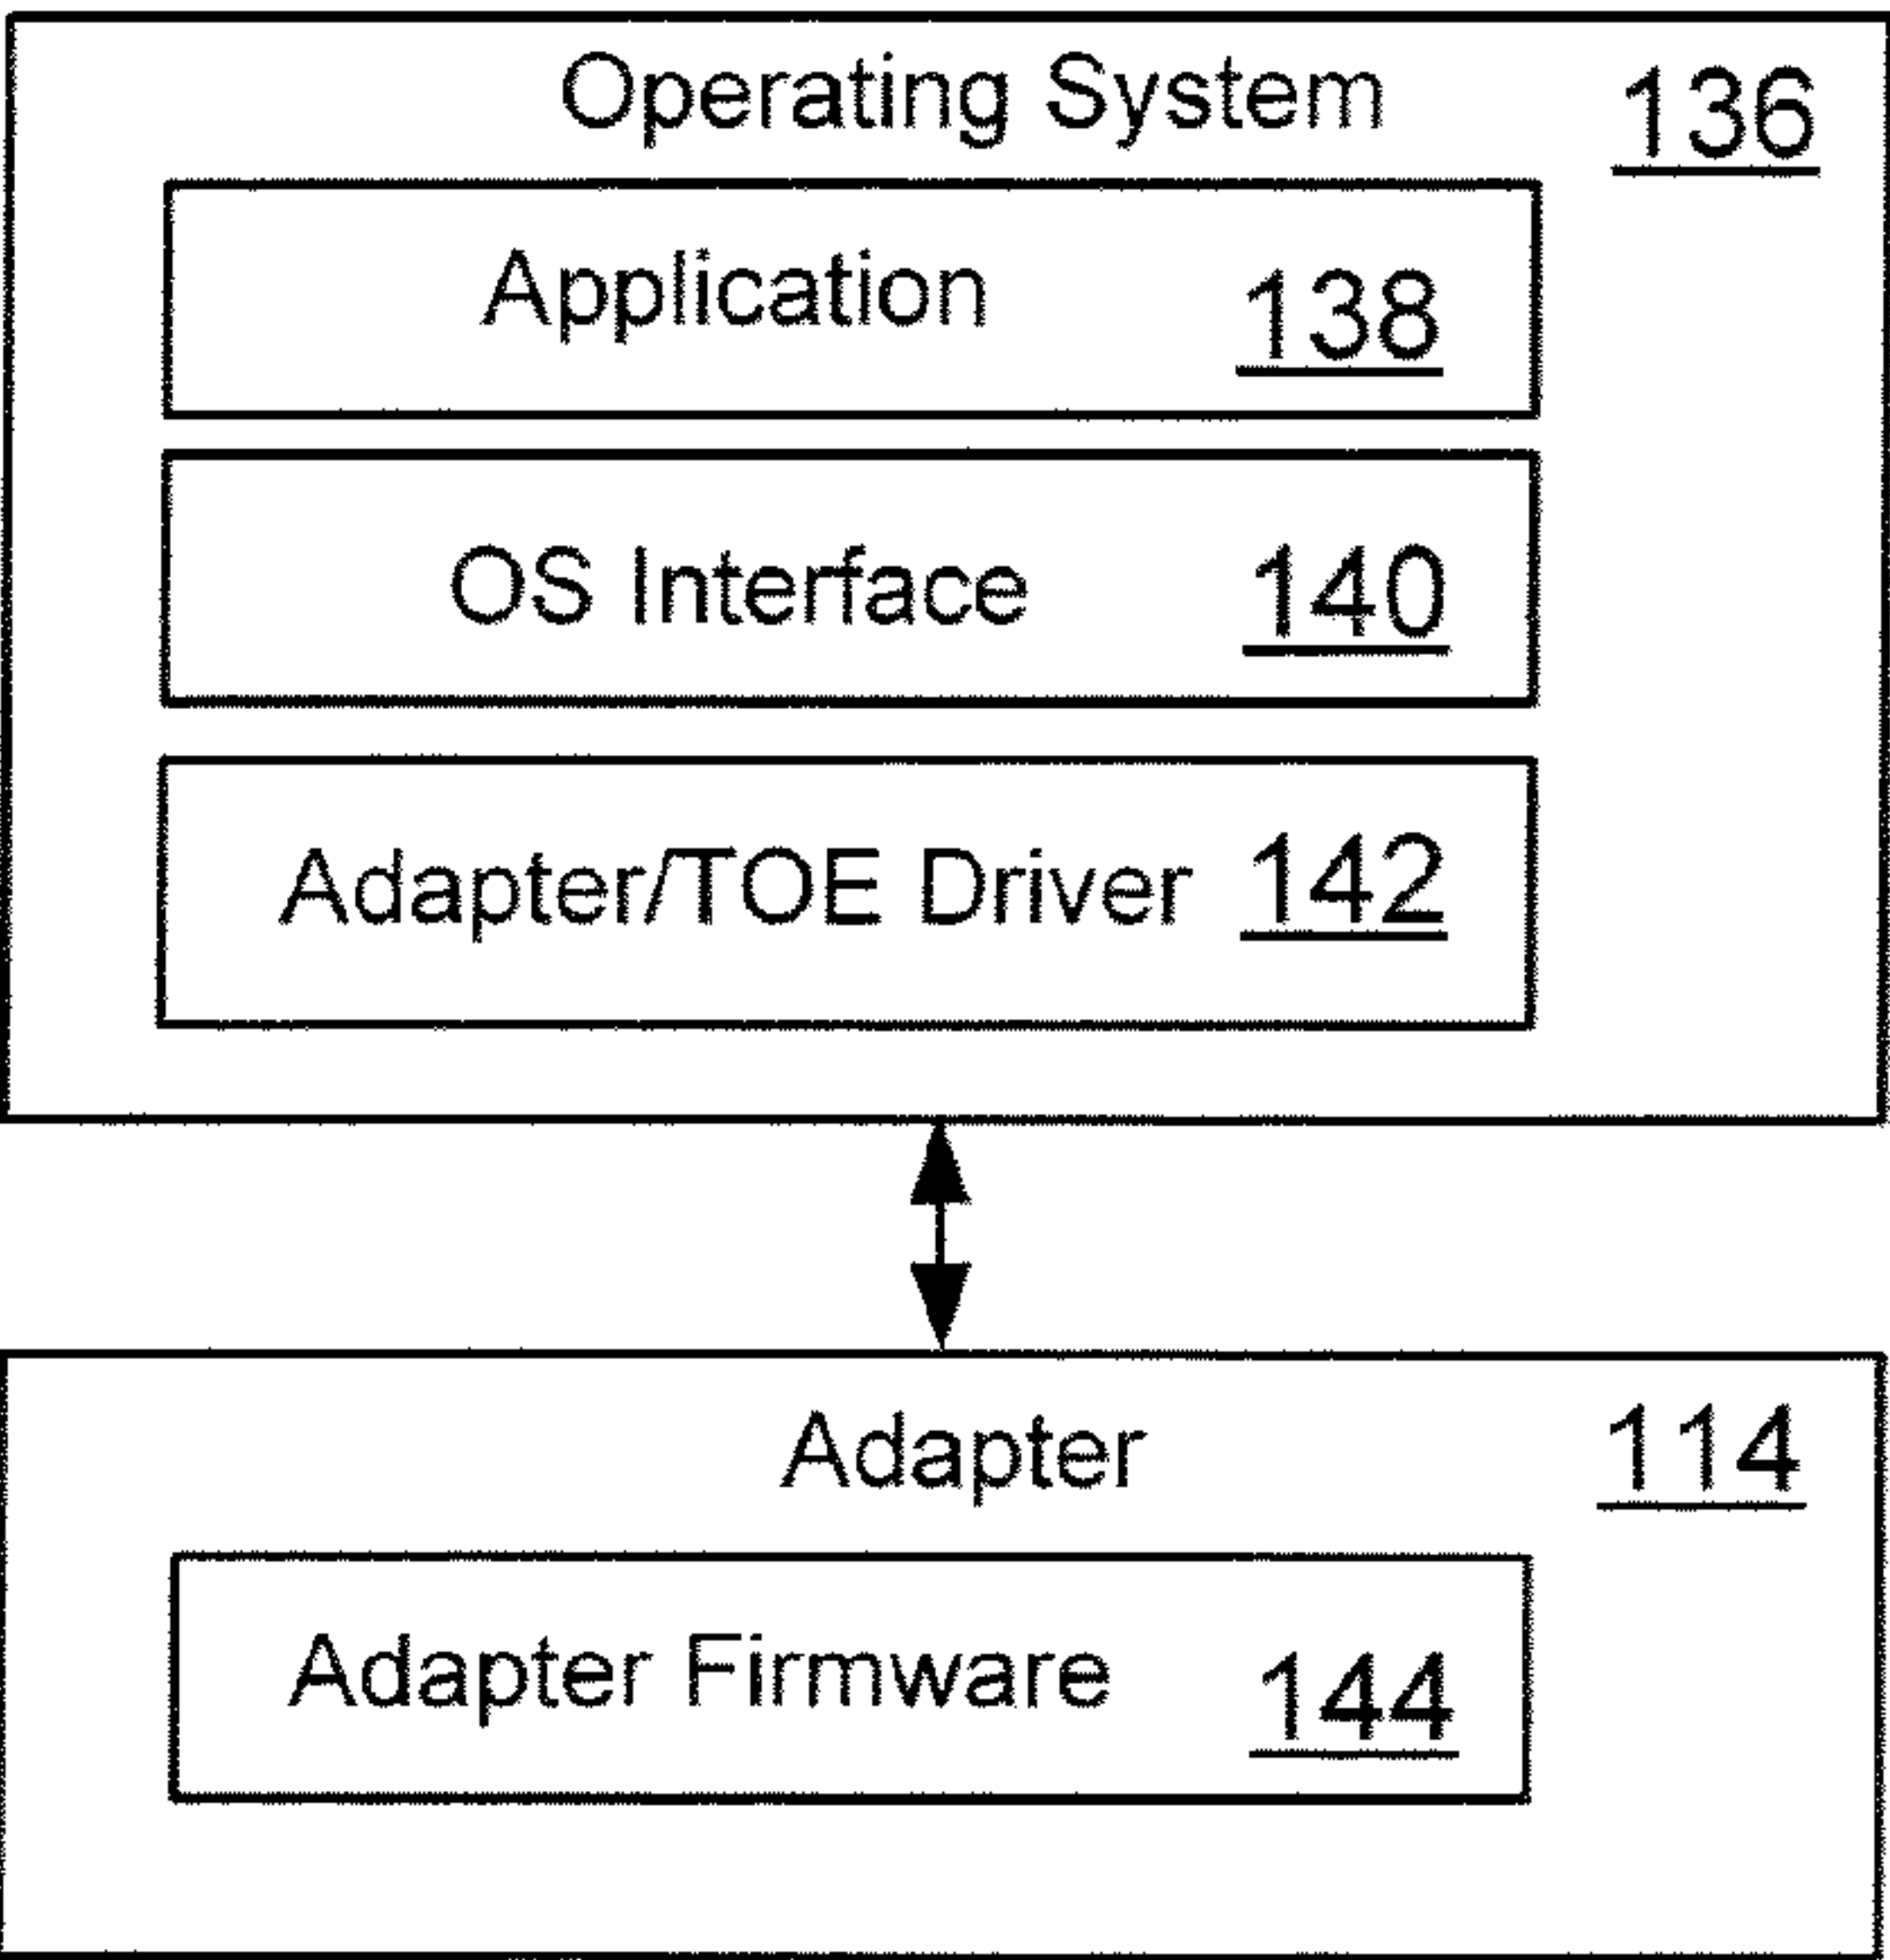 Operating System 136
Application 138
OS Interface 140
Adapter/TOE Driver 142
Adapter 114
Adapter Firmware 144